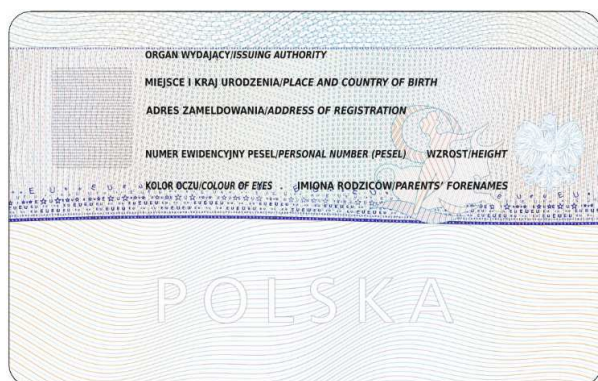 ORGAN WYDAJĄCY/ISSUING AUTHORITY
MIEJSCE I KRAJ URODZENIA/PLACE AND COUNTRY OF BIRTH
ADRES ZAMELDOWANIA/ADDRESS OF REGISTRATION
NUMER EWIDENCYJNY PESEL/PERSONAL NUMBER (PESEL) WZROST/HEIGHT
KOLOR OCZU/COLOUR OF EYES IMIONA RODZICÓW/PARENTS' FORENAMES
POLSKA